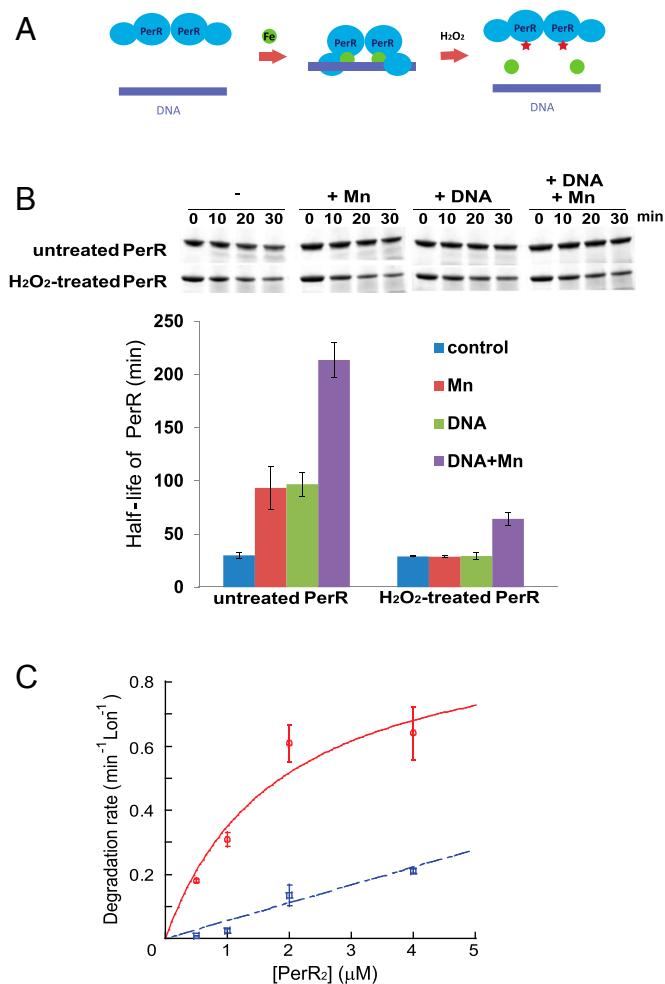 A
PerR PerR
DNA
Fe
PerR PerR
H₂O₂
PerR PerR
DNA
B
- + Mn + DNA + DNA + Mn
0 10 20 30 0 10 20 30 0 10 20 30 0 10 20 30 min
untreated PerR
H₂O₂-treated PerR
Half-life of PerR (min)
250
200
150
100
50
0
control
Mn
DNA
DNA+Mn
untreated PerR H₂O₂-treated PerR
C
Degradation rate (min⁻¹Lon⁻¹)
0.8
0.6
0.4
0.2
0 0 1 2 3 4 5
[PerR₂] (μM)